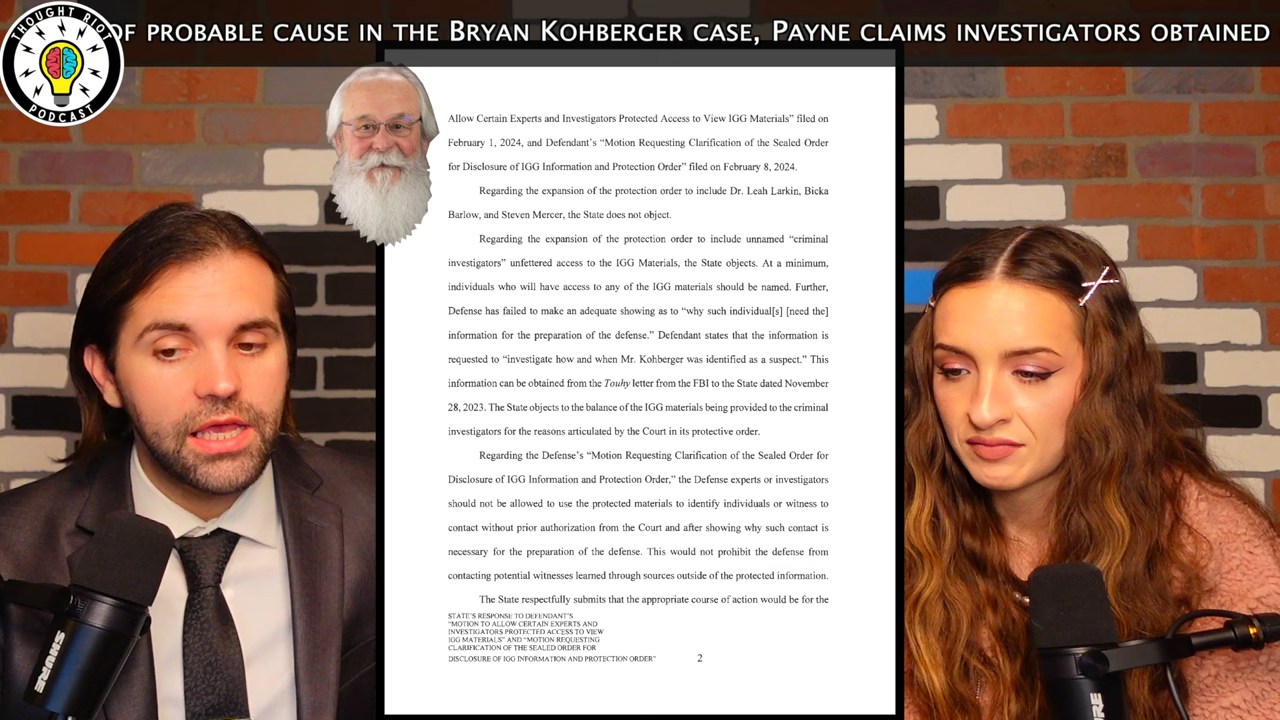 OF PROBABLE CAUSE IN THE BRYAN KOHBERGER CASE, PAYNE CLAIMS INVESTIGATORS OBTAINED
THOUGHT RIOT
PODCAST
Allow Certain Experts and Investigators Protected Access to View IGG Materials” filed on
February 1, 2024, and Defendant’s “Motion Requesting Clarification of the Sealed Order
for Disclosure of IGG Information and Protection Order” filed on February 8, 2024.
Regarding the expansion of the protection order to include Dr. Leah Larkin, Bicka
Barlow, and Steven Mercer, the State does not object.
Regarding the expansion of the protection order to include unnamed “criminal
investigators” unfettered access to the IGG Materials, the State objects. At a minimum,
individuals who will have access to any of the IGG materials should be named. Further,
Defense has failed to make an adequate showing as to “why such individual[s] [need the]
information for the preparation of the defense.” Defendant states that the information is
requested to “investigate how and when Mr. Kohberger was identified as a suspect.” This
information can be obtained from the Touhy letter from the FBI to the State dated November
28, 2023. The State objects to the balance of the IGG materials being provided to the criminal
investigators for the reasons articulated by the Court in its protective order.
Regarding the Defense’s “Motion Requesting Clarification of the Sealed Order for
Disclosure of IGG Information and Protection Order,” the Defense experts or investigators
should not be allowed to use the protected materials to identify individuals or witness to
contact without prior authorization from the Court and after showing why such contact is
necessary for the preparation of the defense. This would not prohibit the defense from
contacting potential witnesses learned through sources outside of the protected information.
The State respectfully submits that the appropriate course of action would be for the
STATE’S RESPONSE TO DEFENDANT’S
“MOTION TO ALLOW CERTAIN EXPERTS AND
INVESTIGATORS PROTECTED ACCESS TO VIEW
IGG MATERIALS” AND “MOTION REQUESTING
CLARIFICATION OF THE SEALED ORDER FOR
DISCLOSURE OF IGG INFORMATION AND PROTECTION ORDER”
2
SHURE